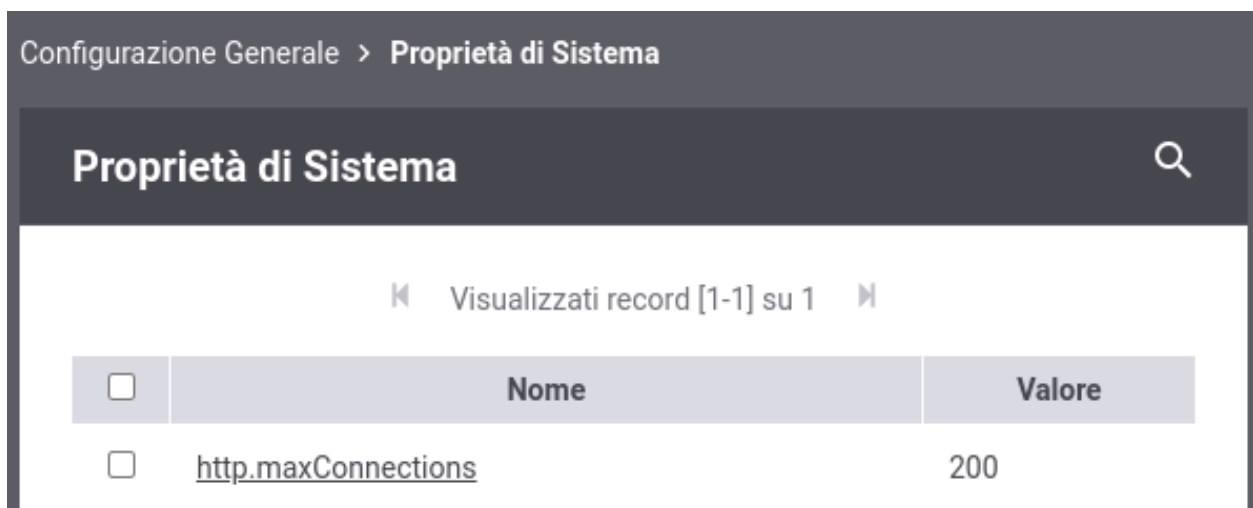 Configurazione Generale > Proprietà di Sistema
Proprietà di Sistema
Visualizzati record [1-1] su 1
Nome Valore
http.maxConnections 200